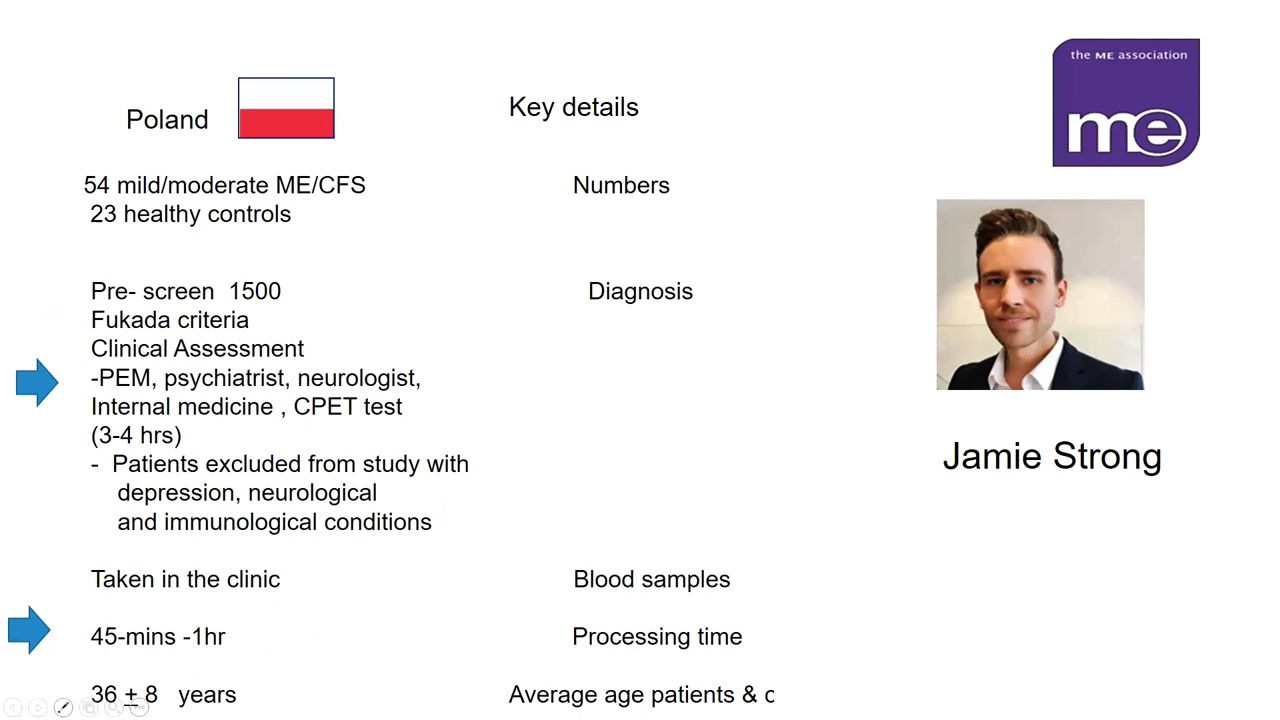 the ME association
me
Poland
Key details
54 mild/moderate ME/CFS
Numbers
23 healthy controls
Pre- screen 1500
Diagnosis
Fukada criteria
Clinical Assessment
-PEM, psychiatrist, neurologist,
Internal medicine , CPET test
(3-4 hrs)
- Patients excluded from study with
depression, neurological
and immunological conditions
Jamie Strong
Taken in the clinic
Blood samples
45-mins -1hr
Processing time
36 ± 8 years
Average age patients & c